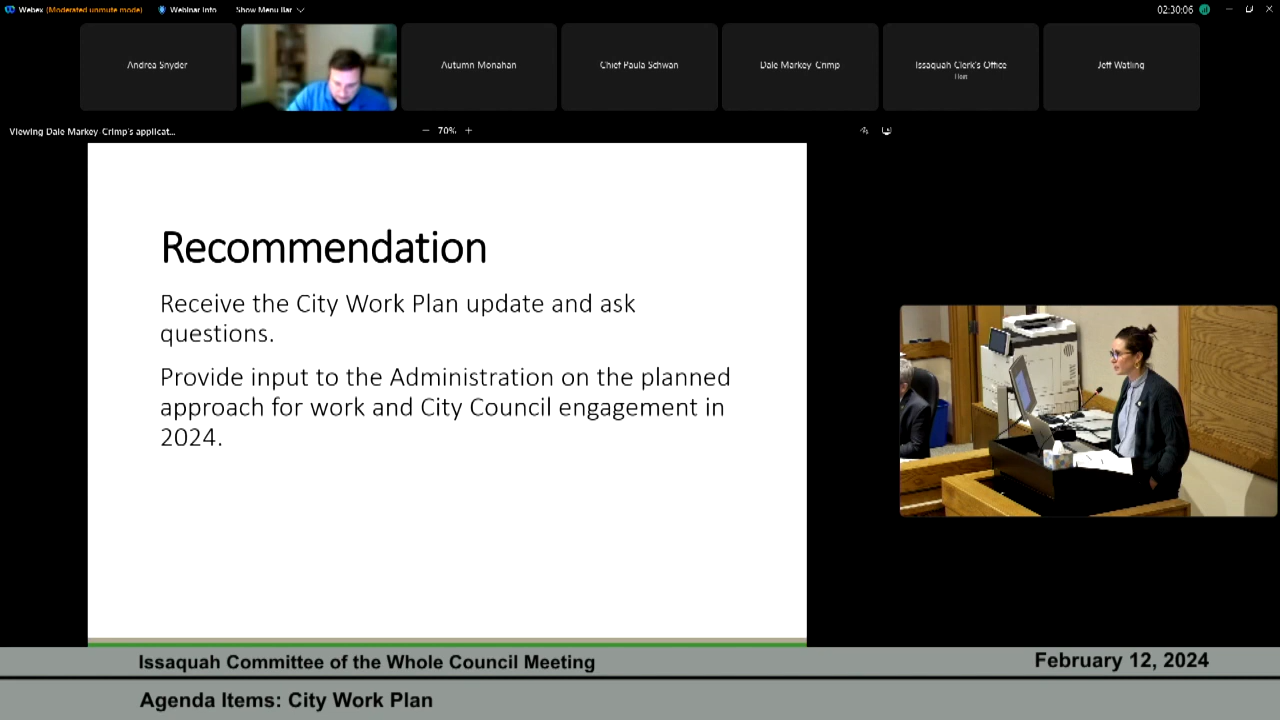 Webex (Moderated unmute mode) Webinar Info Show Menu Bar 02:30:06
Andrea Snyder Autumn Monahan Chief Paula Schwan Dale Markey-Crimp Issaquah Clerk's Office Jeff Watling
Host
Viewing Dale Markey-Crimp's applicat... − 70% +
Recommendation
Receive the City Work Plan update and ask
questions.
Provide input to the Administration on the planned
approach for work and City Council engagement in
2024.
Issaquah Committee of the Whole Council Meeting February 12, 2024
Agenda Items: City Work Plan